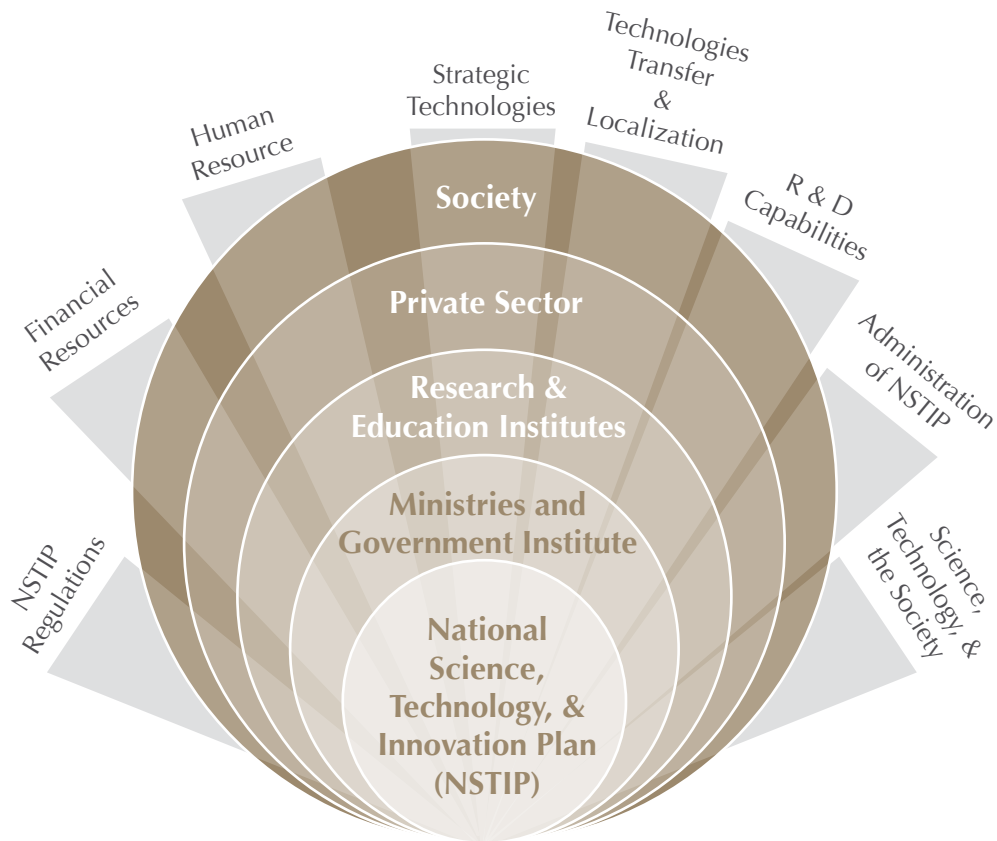 Strategic
Technologies
Technologies
Transfer
&
Localization
Human
Resource
R & D
Capabilities
Financial
Resources
Administration
of NSTIP
NSTIP
Regulations
Science,
Technology, &
the Society
Society
Private Sector
Research &
Education Institutes
Ministries and
Government Institute
National
Science,
Technology, &
Innovation Plan
(NSTIP)